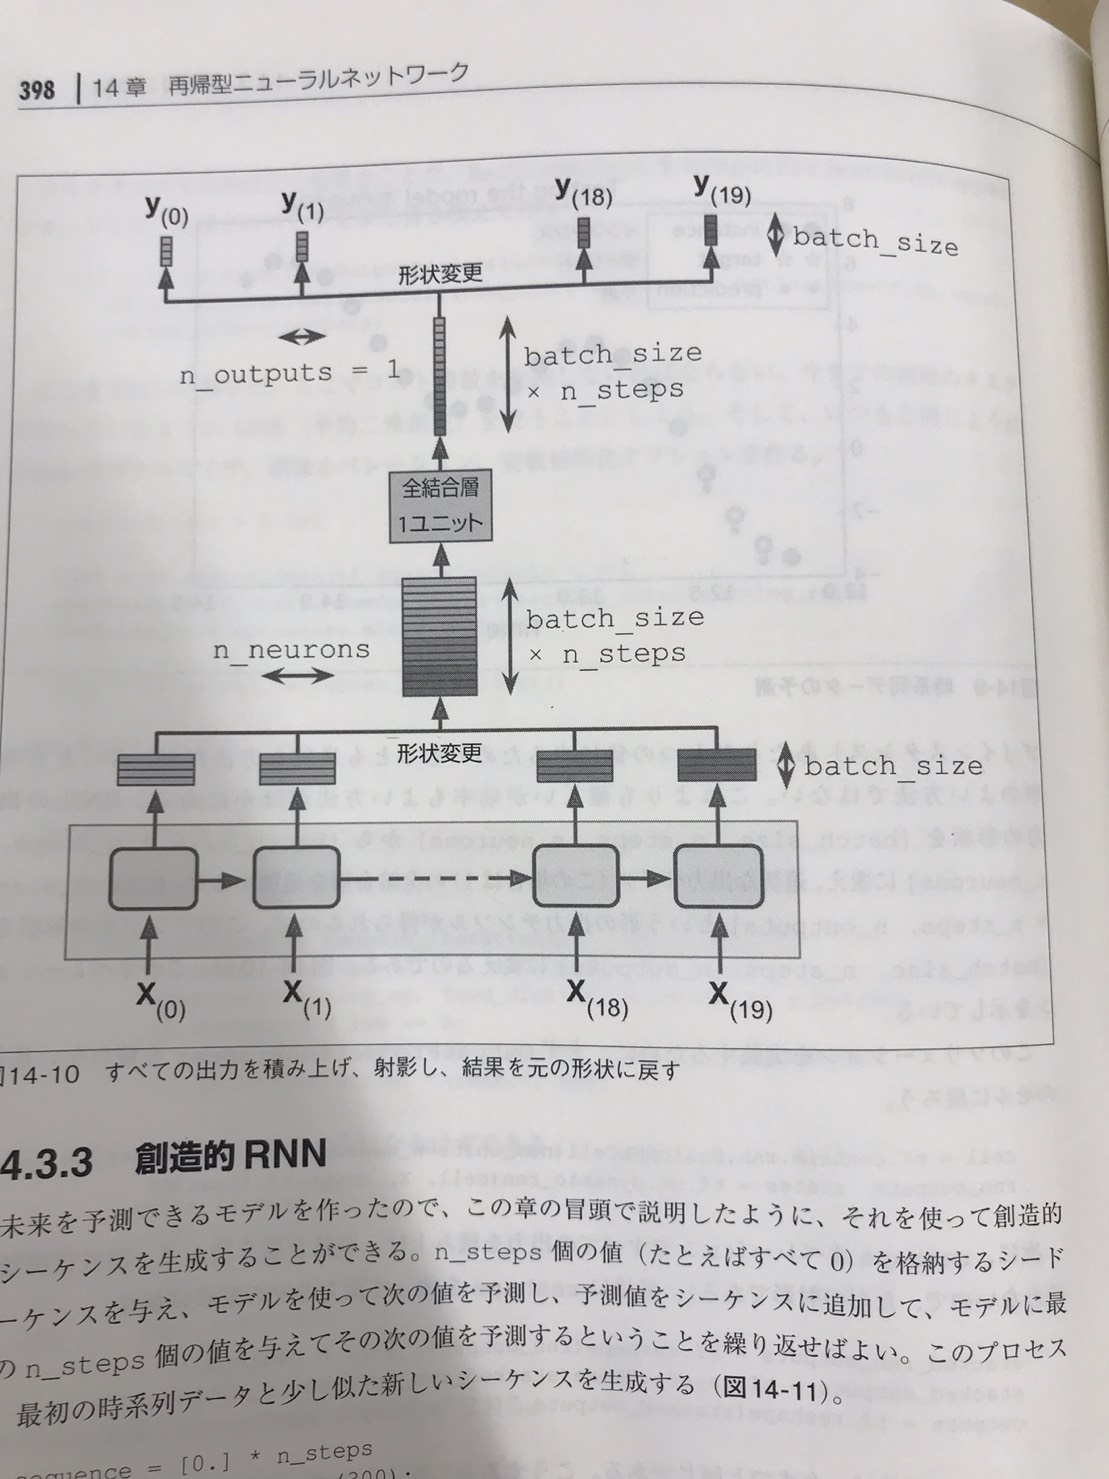 398 | 14章 再帰型ニューラルネットワーク
y(0) y(1) y(18) y(19)
batch_size
形状変更
n_outputs = 1
batch_size
× n_steps
全結合層
1ユニット
n_neurons
batch_size
× n_steps
形状変更
batch_size
X(0) X(1) X(18) X(19)
14-10 すべての出力を積み上げ、射影し、結果を元の形状に戻す
4.3.3 創造的 RNN
未来を予測できるモデルを作ったので、この章の冒頭で説明したように、それを使って創造的
シーケンスを生成することができる。n_steps 個の値（たとえばすべて 0）を格納するシード
ーケンスを与え、モデルを使って次の値を予測し、予測値をシーケンスに追加して、モデルに最
の n_steps 個の値を与えてその次の値を予測するということを繰り返せばよい。このプロセス
最初の時系列データと少し似た新しいシーケンスを生成する（図14-11）。
sequence = [0.] * n_steps
(300):